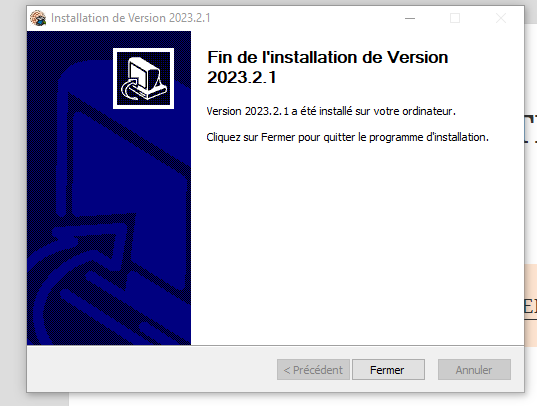 Installation de Version 2023.2.1
Fin de l'installation de Version
2023.2.1
Version 2023.2.1 a été installé sur votre ordinateur.
Cliquez sur Fermer pour quitter le programme d'installation.
< Précédent
Fermer
Annuler